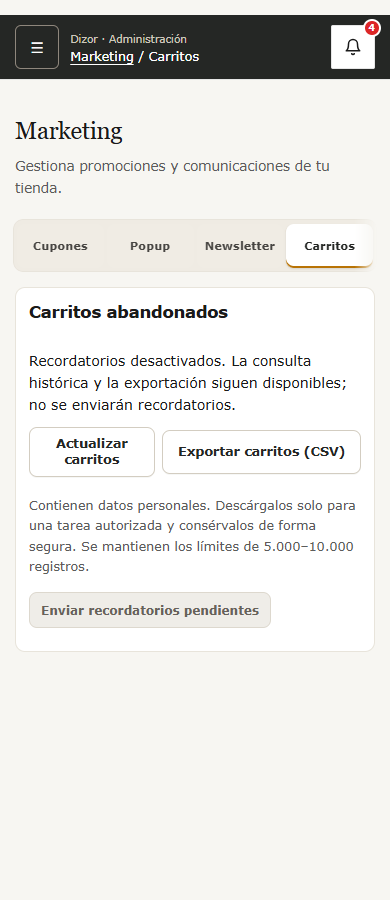 ☰
Dizor · Administración
Marketing / Carritos
4
Marketing
Gestiona promociones y comunicaciones de tu
tienda.
Cupones
Popup
Newsletter
Carritos
Carritos abandonados
Recordatorios desactivados. La consulta
histórica y la exportación siguen disponibles;
no se enviarán recordatorios.
Actualizar
carritos
Exportar carritos (CSV)
Contienen datos personales. Descárgalos solo para
una tarea autorizada y consérvalos de forma
segura. Se mantienen los límites de 5.000–10.000
registros.
Enviar recordatorios pendientes